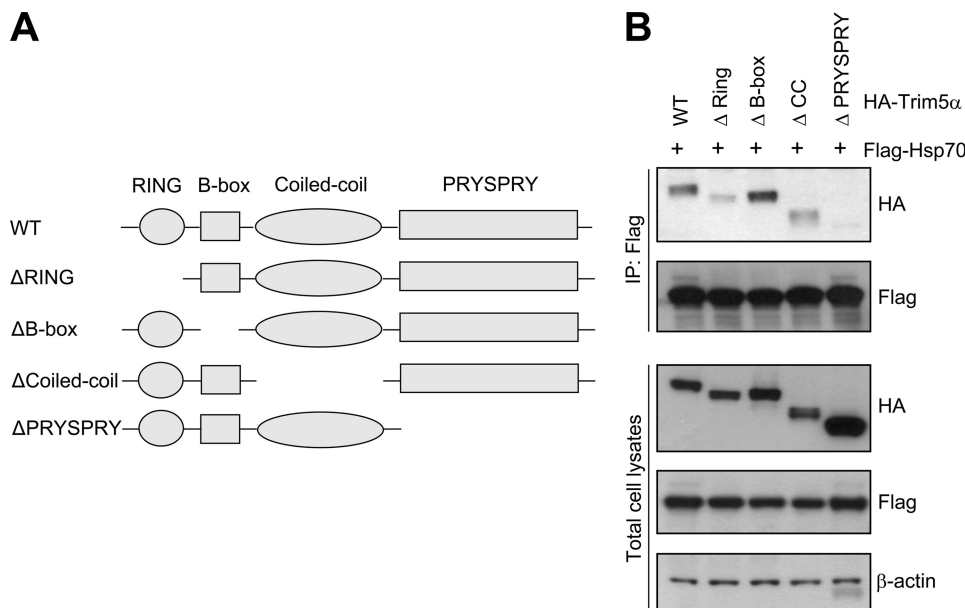 A
RING B-box Coiled-coil PRYSPRY
WT
ΔRING
ΔB-box
ΔCoiled-coil
ΔPRYSPRY
B
WT
Δ Ring
Δ B-box
Δ CC
Δ PRYSPRY
HA-Trim5α
+ + + + + Flag-Hsp70
IP: Flag
HA
Flag
Total cell lysates
HA
Flag
β-actin